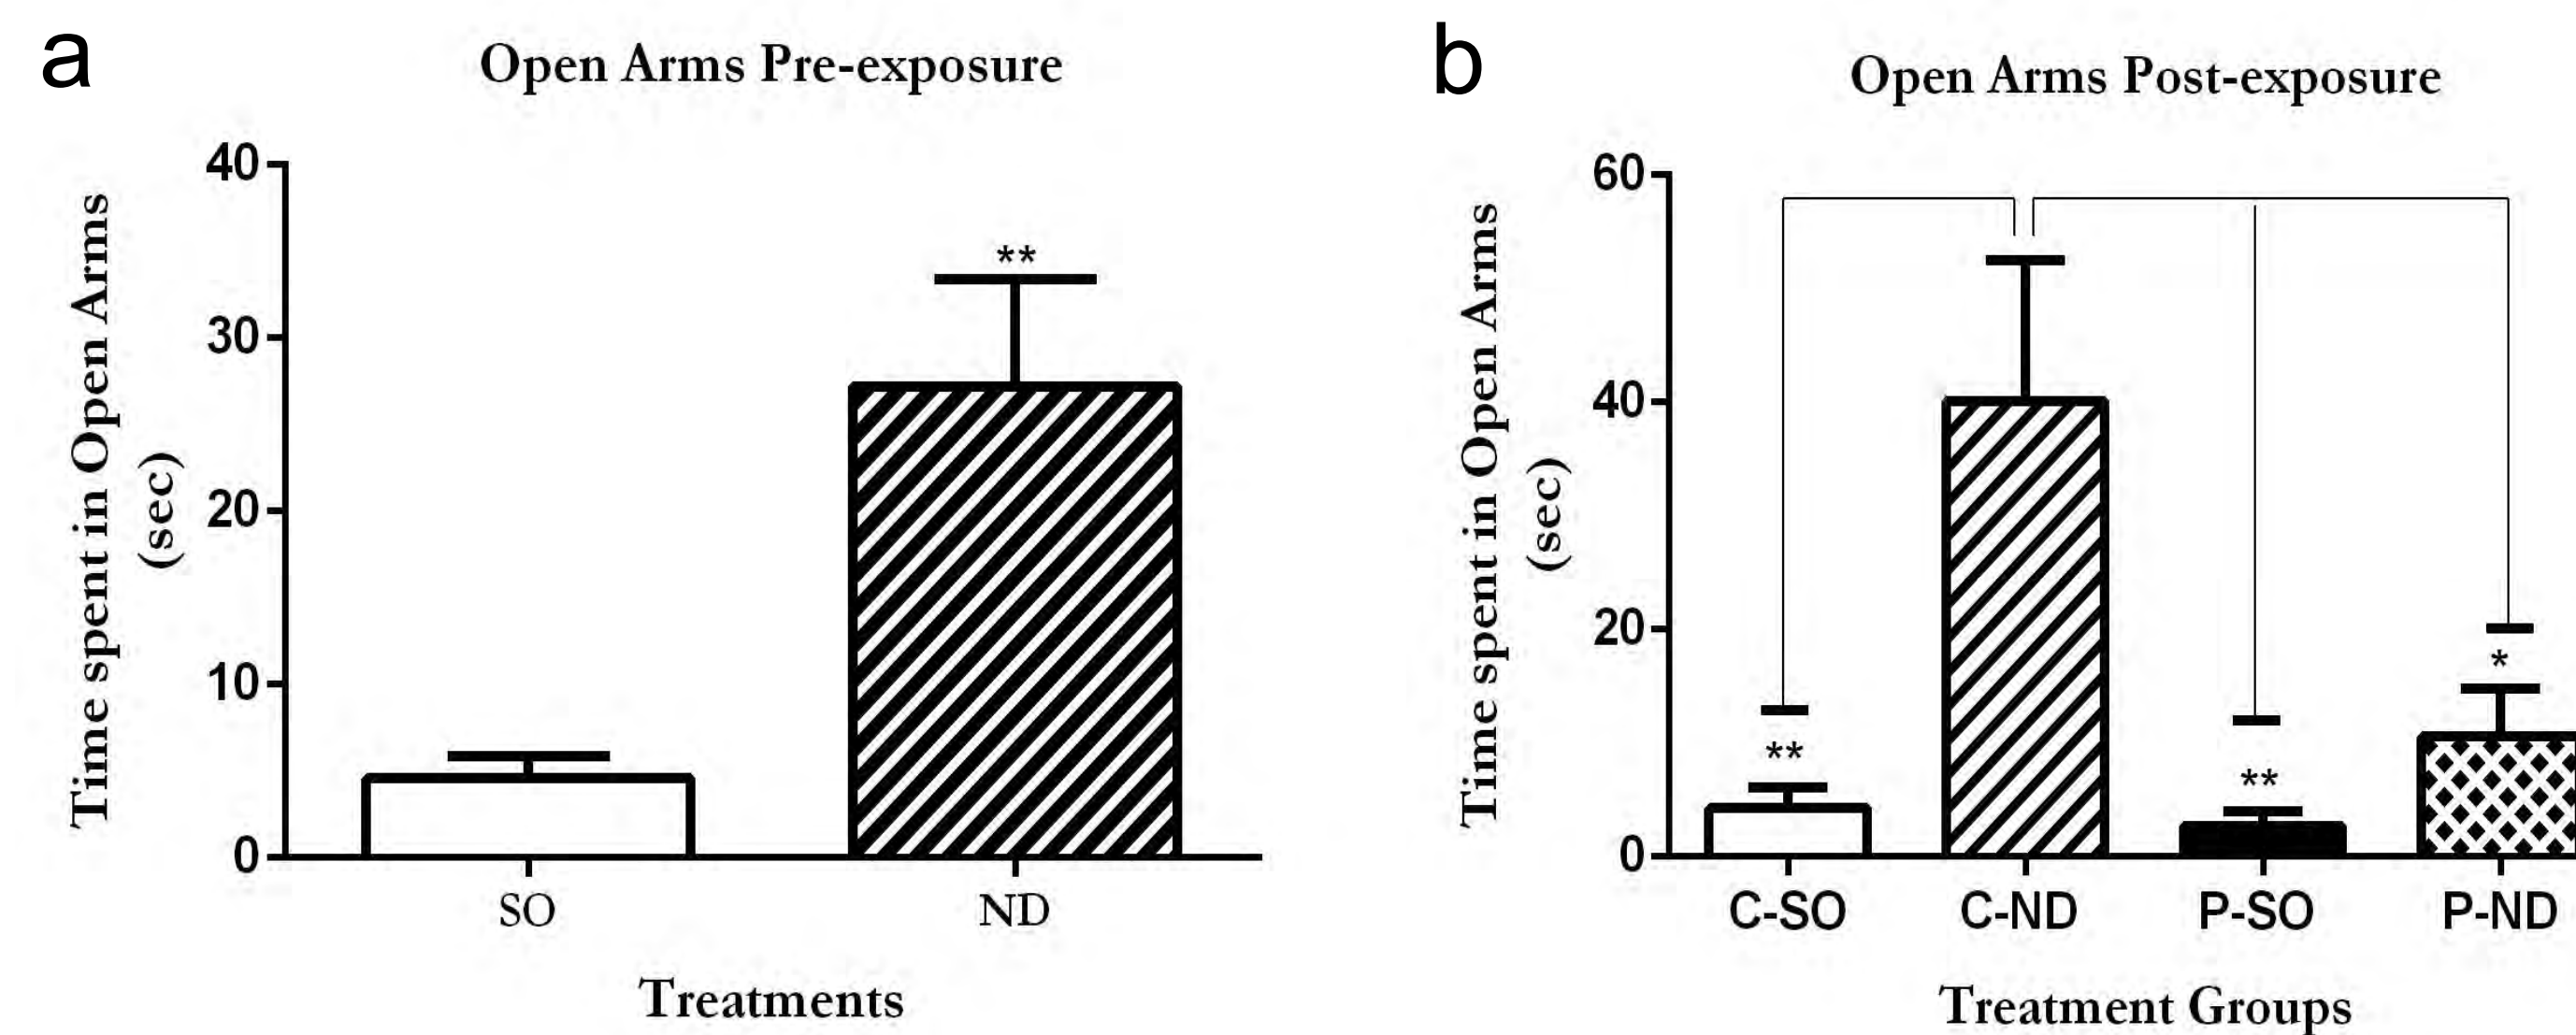 a
Open Arms Pre-exposure
Time spent in Open Arms
(sec)
40
30
20
10
0
**
SO
ND
Treatments
b
Open Arms Post-exposure
Time spent in Open Arms
(sec)
60
40
20
0
**
**
*
C-SO
C-ND
P-SO
P-ND
Treatment Groups